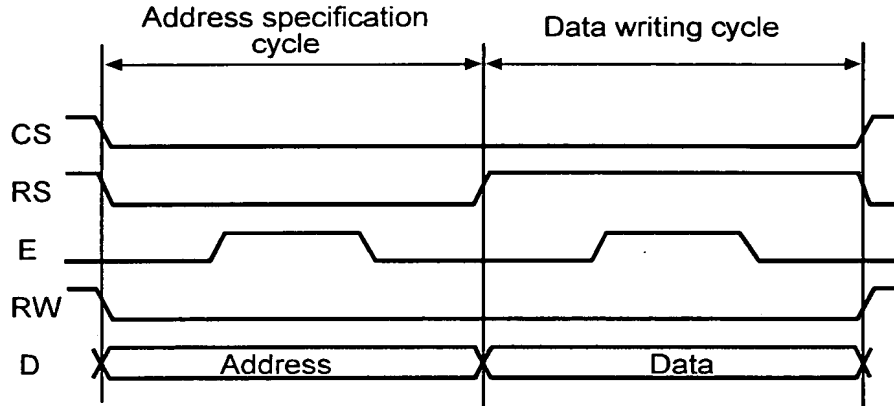 Address specification
cycle
Data writing cycle
CS
RS
E
RW
D
Address
Data